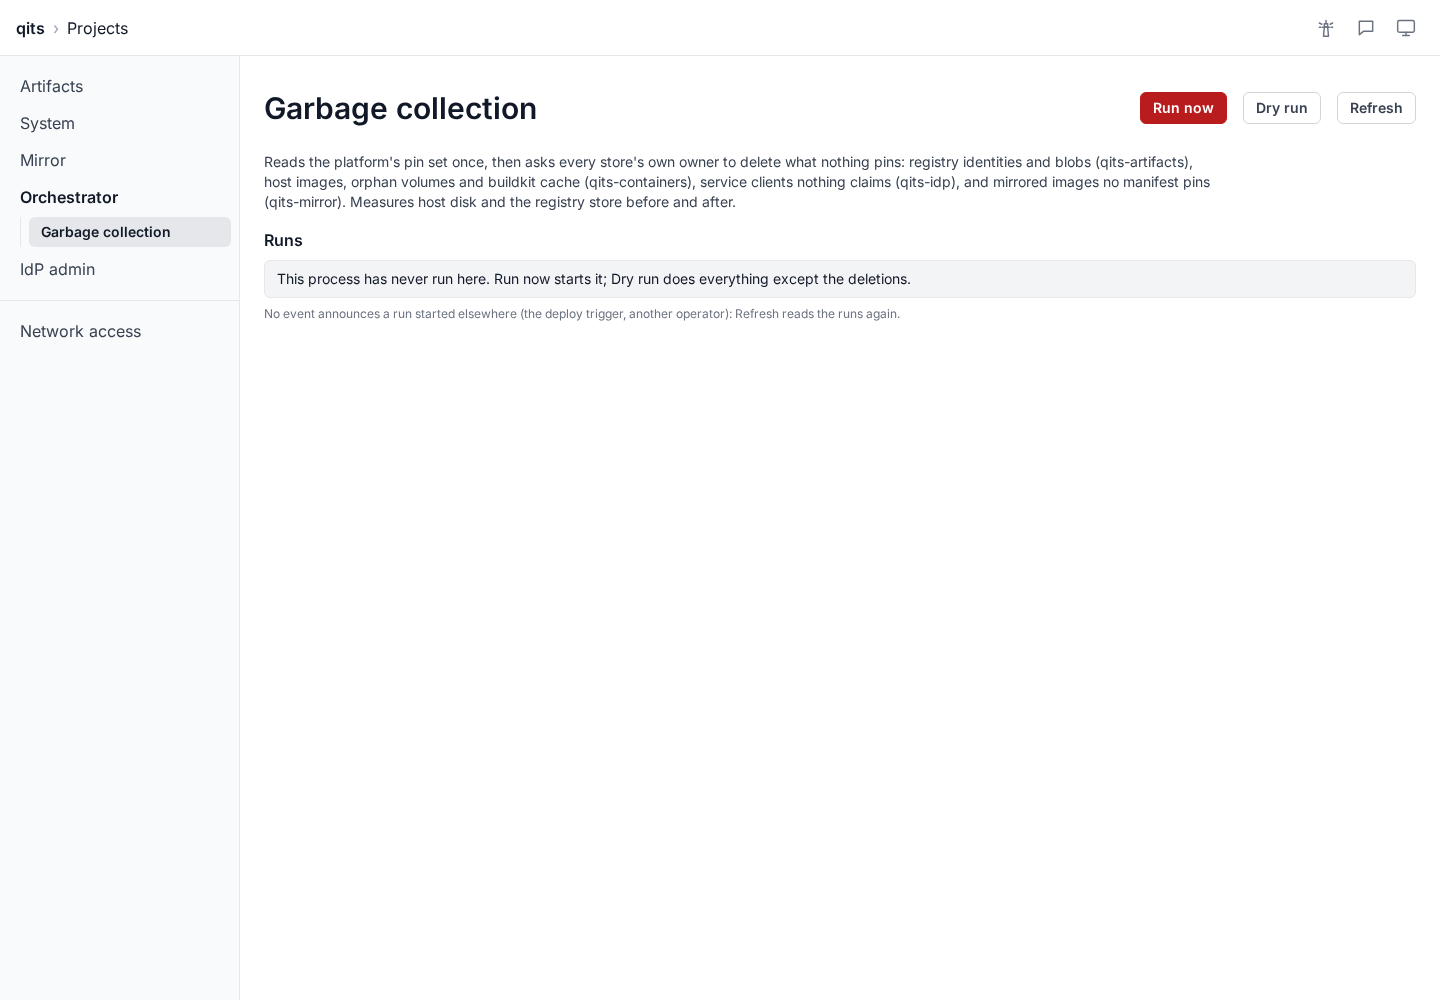 qits › Projects
Artifacts
System
Mirror
Orchestrator
Garbage collection
IdP admin
Network access
Garbage collection
Run now
Dry run
Refresh
Reads the platform's pin set once, then asks every store's own owner to delete what nothing pins: registry identities and blobs (qits-artifacts),
host images, orphan volumes and buildkit cache (qits-containers), service clients nothing claims (qits-idp), and mirrored images no manifest pins
(qits-mirror). Measures host disk and the registry store before and after.
Runs
This process has never run here. Run now starts it; Dry run does everything except the deletions.
No event announces a run started elsewhere (the deploy trigger, another operator): Refresh reads the runs again.